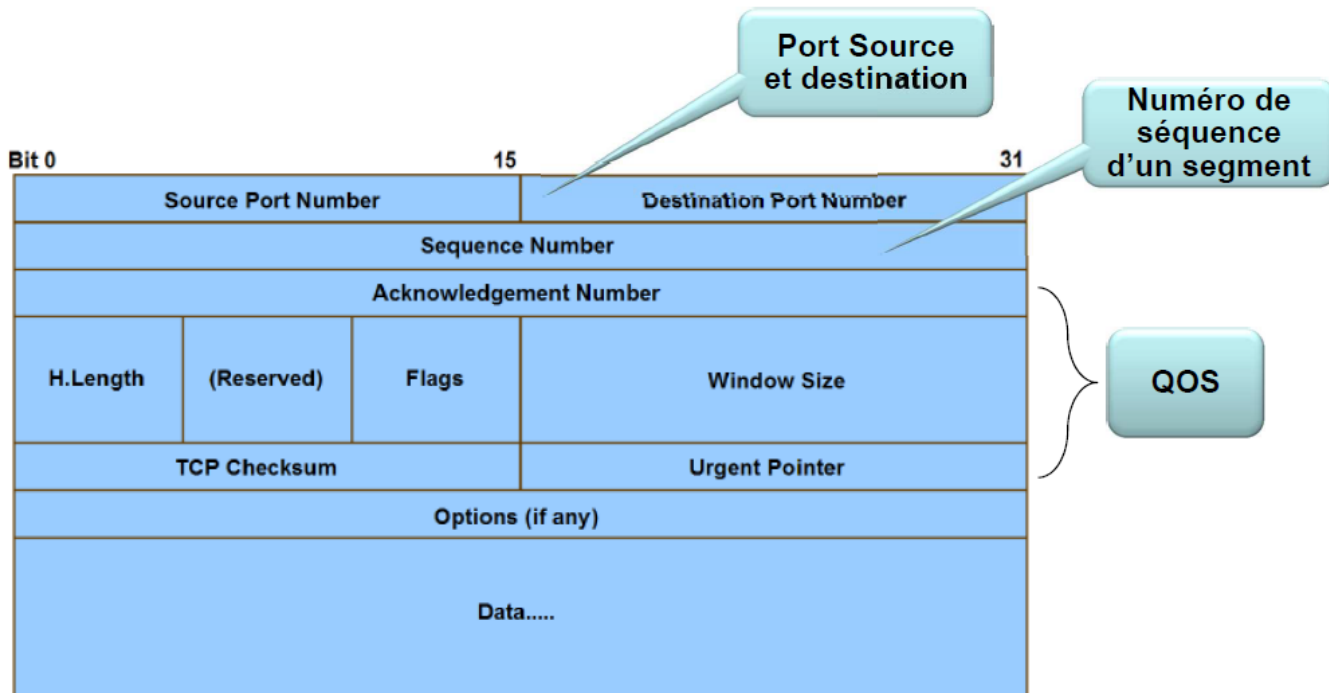 Port Source
et destination
Numéro de
séquence
d'un segment
Bit 0
15
31
Source Port Number
Destination Port Number
Sequence Number
Acknowledgement Number
H.Length
(Reserved)
Flags
Window Size
QOS
TCP Checksum
Urgent Pointer
Options (if any)
Data.....